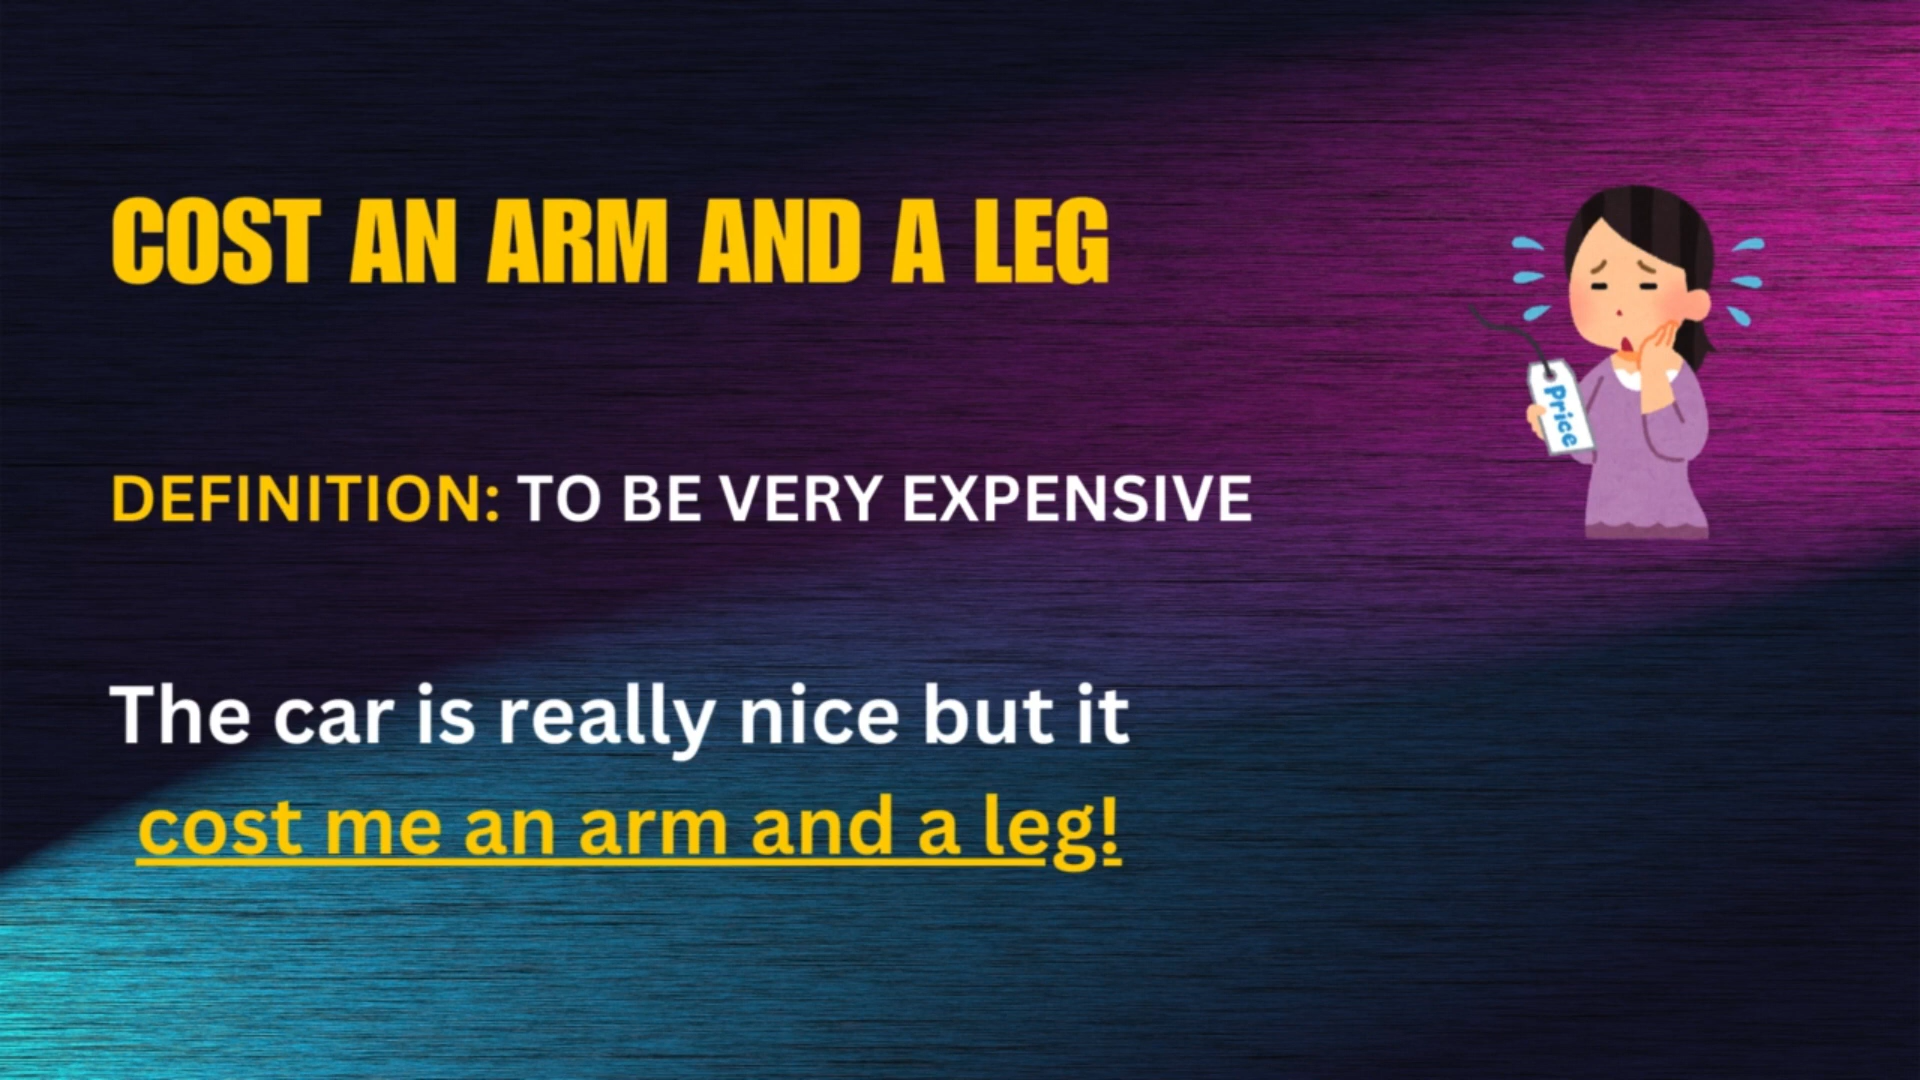 COST AN ARM AND A LEG
Price
DEFINITION: TO BE VERY EXPENSIVE
The car is really nice but it
cost me an arm and a leg!